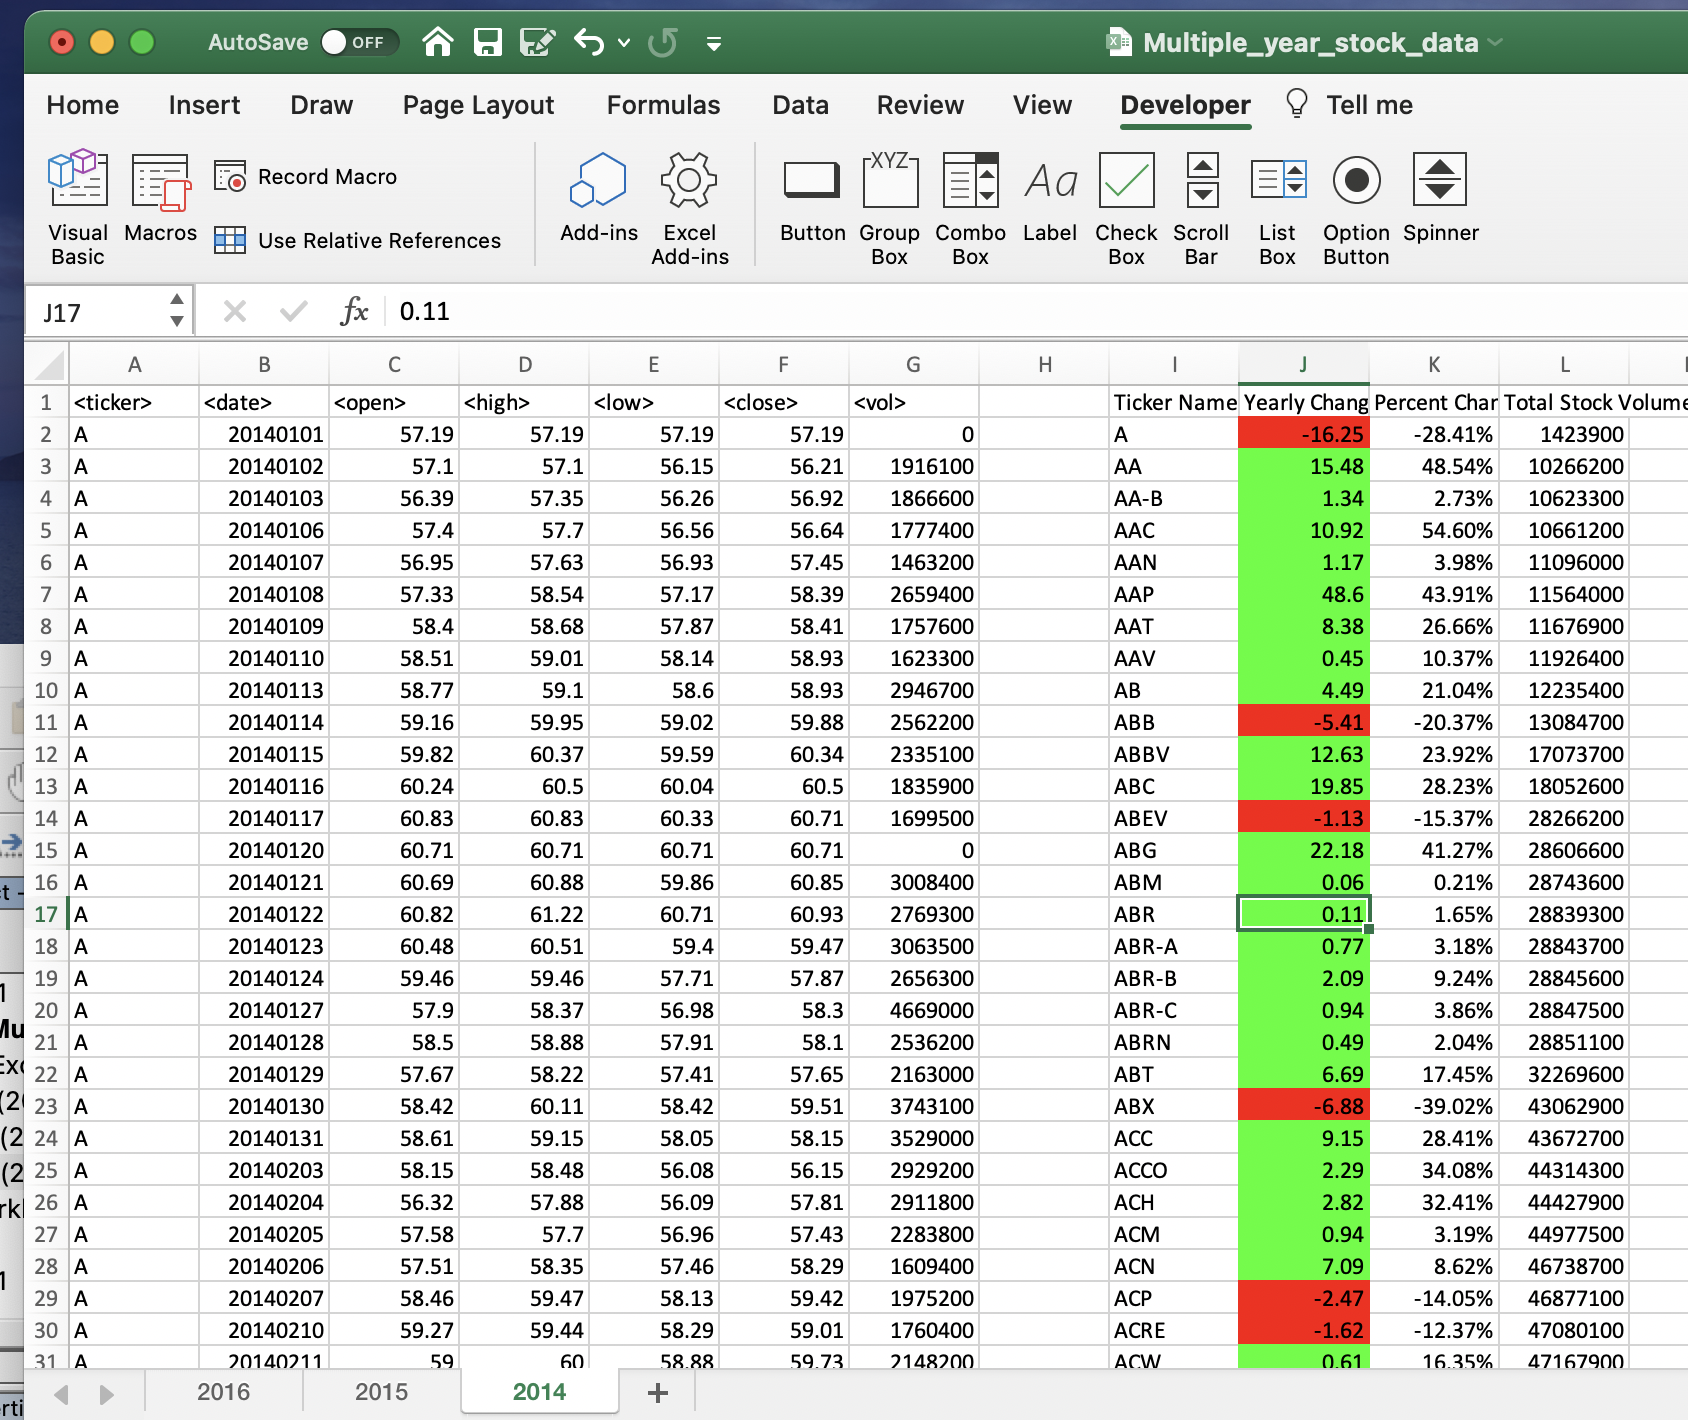 AutoSave OFF Multiple_year_stock_data
Home Insert Draw Page Layout Formulas Data Review View Developer Tell me
Visual Basic Macros Record Macro Use Relative References Add-ins Excel Add-ins Button XYZ Group Box Combo Box Aa Label Check Box Scroll Bar List Box Option Button Spinner
J17 fx 0.11
A B C D E F G H I J K L
1 <ticker> <date> <open> <high> <low> <close> <vol> Ticker Name Yearly Chang Percent Char Total Stock Volume
2 A 20140101 57.19 57.19 57.19 57.19 0 A -16.25 -28.41% 1423900
3 A 20140102 57.1 57.1 56.15 56.21 1916100 AA 15.48 48.54% 10266200
4 A 20140103 56.39 57.35 56.26 56.92 1866600 AA-B 1.34 2.73% 10623300
5 A 20140106 57.4 57.7 56.56 56.64 1777400 AAC 10.92 54.60% 10661200
6 A 20140107 56.95 57.63 56.93 57.45 1463200 AAN 1.17 3.98% 11096000
7 A 20140108 57.33 58.54 57.17 58.39 2659400 AAP 48.6 43.91% 11564000
8 A 20140109 58.4 58.68 57.87 58.41 1757600 AAT 8.38 26.66% 11676900
9 A 20140110 58.51 59.01 58.14 58.93 1623300 AAV 0.45 10.37% 11926400
10 A 20140113 58.77 59.1 58.6 58.93 2946700 AB 4.49 21.04% 12235400
11 A 20140114 59.16 59.95 59.02 59.88 2562200 ABB -5.41 -20.37% 13084700
12 A 20140115 59.82 60.37 59.59 60.34 2335100 ABBV 12.63 23.92% 17073700
13 A 20140116 60.24 60.5 60.04 60.5 1835900 ABC 19.85 28.23% 18052600
14 A 20140117 60.83 60.83 60.33 60.71 1699500 ABEV -1.13 -15.37% 28266200
15 A 20140120 60.71 60.71 60.71 60.71 0 ABG 22.18 41.27% 28606600
16 A 20140121 60.69 60.88 59.86 60.85 3008400 ABM 0.06 0.21% 28743600
17 A 20140122 60.82 61.22 60.71 60.93 2769300 ABR 0.11 1.65% 28839300
18 A 20140123 60.48 60.51 59.4 59.47 3063500 ABR-A 0.77 3.18% 28843700
19 A 20140124 59.46 59.46 57.71 57.87 2656300 ABR-B 2.09 9.24% 28845600
20 A 20140127 57.9 58.37 56.98 58.3 4669000 ABR-C 0.94 3.86% 28847500
21 A 20140128 58.5 58.88 57.91 58.1 2536200 ABRN 0.49 2.04% 28851100
22 A 20140129 57.67 58.22 57.41 57.65 2163000 ABT 6.69 17.45% 32269600
23 A 20140130 58.42 60.11 58.42 59.51 3743100 ABX -6.88 -39.02% 43062900
24 A 20140131 58.61 59.15 58.05 58.15 3529000 ACC 9.15 28.41% 43672700
25 A 20140203 58.15 58.48 56.08 56.15 2929200 ACCO 2.29 34.08% 44314300
26 A 20140204 56.32 57.88 56.09 57.81 2911800 ACH 2.82 32.41% 44427900
27 A 20140205 57.58 57.7 56.96 57.43 2283800 ACM 0.94 3.19% 44977500
28 A 20140206 57.51 58.35 57.46 58.29 1609400 ACN 7.09 8.62% 46738700
29 A 20140207 58.46 59.47 58.13 59.42 1975200 ACP -2.47 -14.05% 46877100
30 A 20140210 59.27 59.44 58.29 59.01 1760400 ACRE -1.62 -12.37% 47080100
31 A 20140211 59 60 58.88 59.73 2148200 ACW 0.61 16.35% 47167900
2016 2015 2014